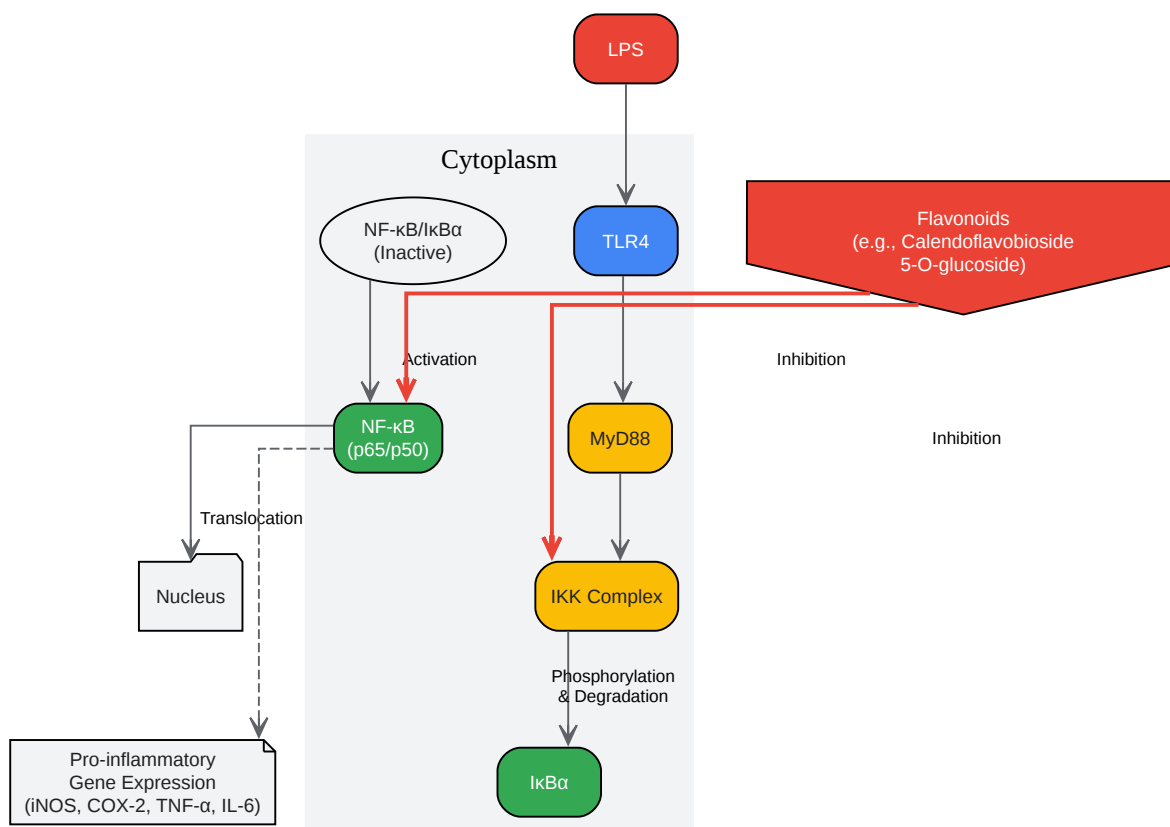 LPS
Cytoplasm
NF-κB/IκBα
(Inactive)
TLR4
Flavonoids
(e.g., Calendoflavobioside
5-O-glucoside)
Activation
Inhibition
NF-κB
(p65/p50)
MyD88
Inhibition
Translocation
Nucleus
IKK Complex
Phosphorylation
& Degradation
Pro-inflammatory
Gene Expression
(iNOS, COX-2, TNF-α, IL-6)
IκBα